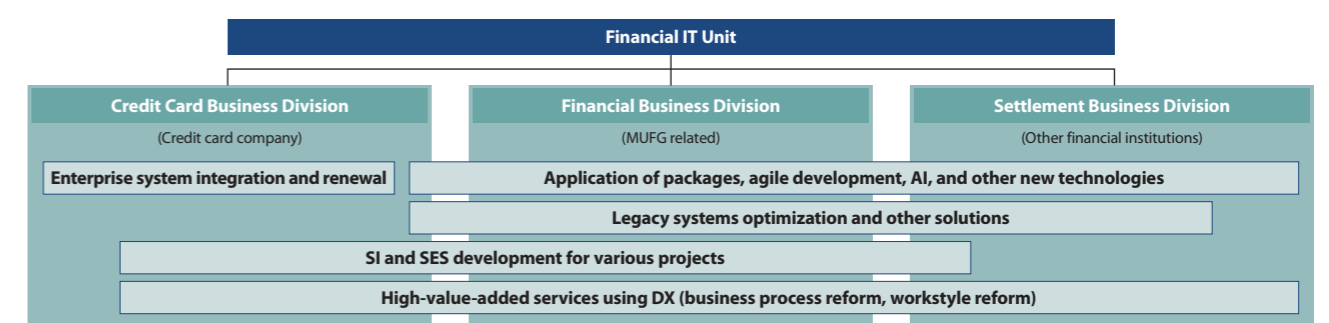 Financial IT Unit
Credit Card Business Division
Financial Business Division
Settlement Business Division
(Credit card company)
(MUFG related)
(Other financial institutions)
Enterprise system integration and renewal
Application of packages, agile development, AI, and other new technologies
Legacy systems optimization and other solutions
SI and SES development for various projects
High-value-added services using DX (business process reform, workstyle reform)